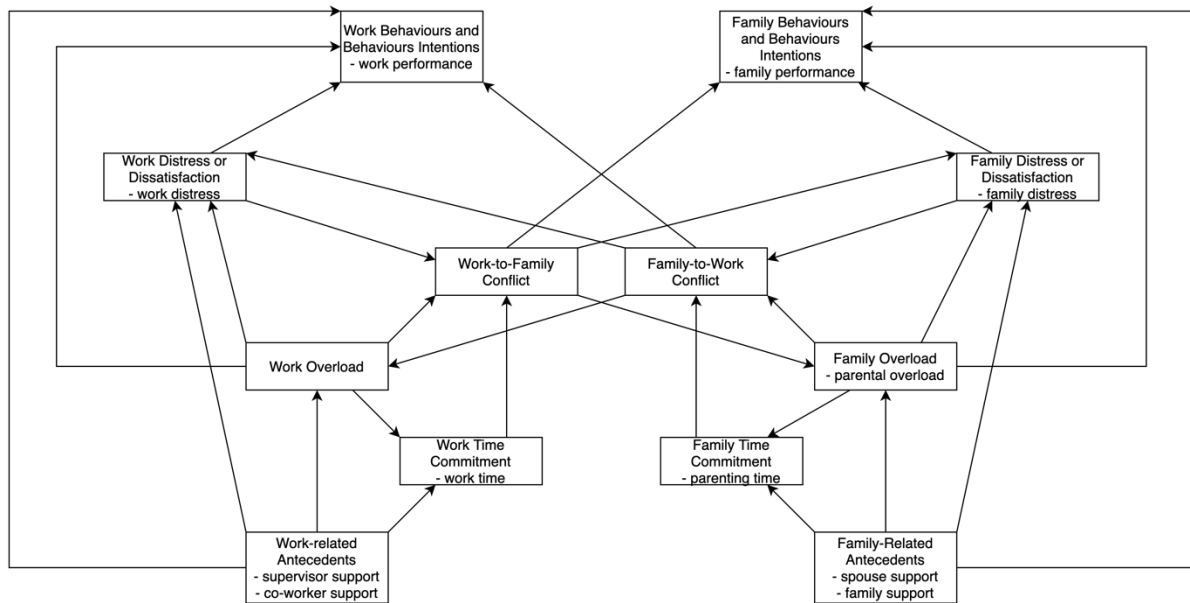 Work Behaviours and
Behaviours Intentions
- work performance
Family Behaviours
and Behaviours
Intentions
- family performance
Work Distress or
Dissatisfaction
- work distress
Family Distress or
Dissatisfaction
- family distress
Work-to-Family
Conflict
Family-to-Work
Conflict
Work Overload
Family Overload
- parental overload
Work Time
Commitment
- work time
Family Time
Commitment
- parenting time
Work-related
Antecedents
- supervisor support
- co-worker support
Family-Related
Antecedents
- spouse support
- family support